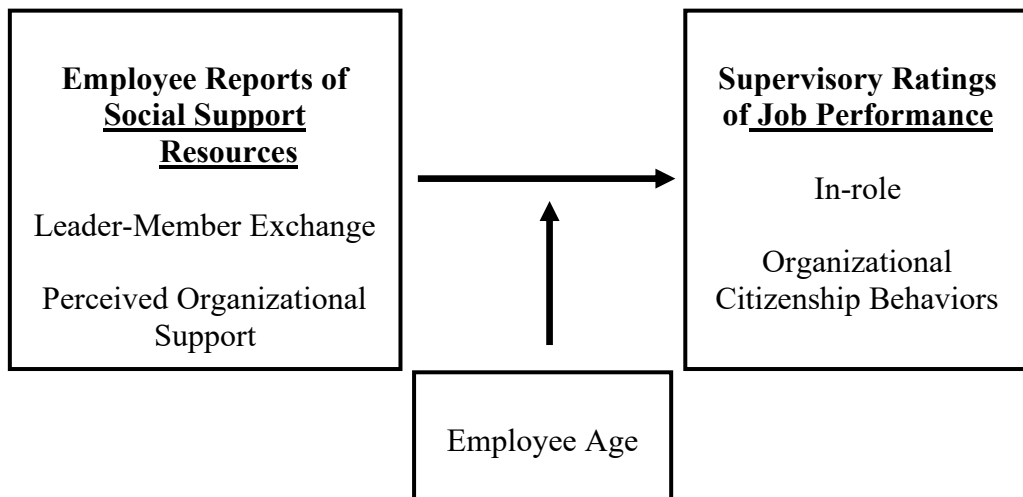 Employee Reports of
Social Support
Resources
Leader-Member Exchange
Perceived Organizational
Support
Supervisory Ratings
of Job Performance
In-role
Organizational
Citizenship Behaviors
Employee Age